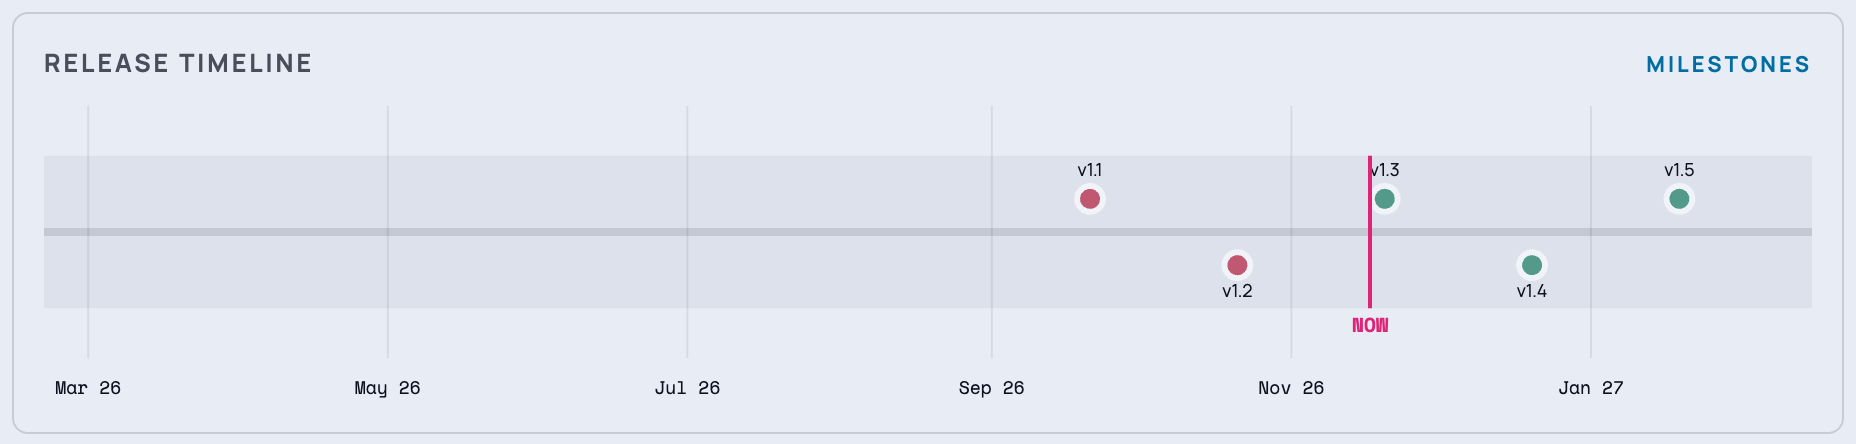 RELEASE TIMELINE
MILESTONES
v1.1
v1.3
v1.5
v1.2
v1.4
NOW
Mar 26
May 26
Jul 26
Sep 26
Nov 26
Jan 27